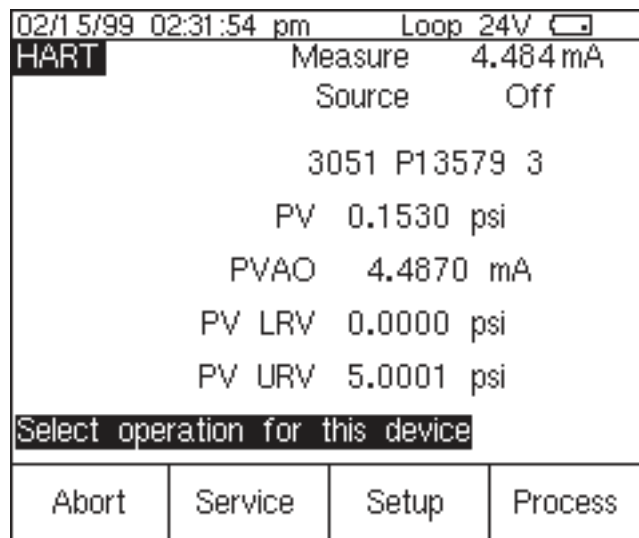 02/15/99 02:31:54 pm Loop 24V
HART Measure 4.484 mA
Source Off
3051 P13579 3
PV 0.1530 psi
PVAO 4.4870 mA
PV LRV 0.0000 psi
PV URV 5.0001 psi
Select operation for this device
Abort Service Setup Process